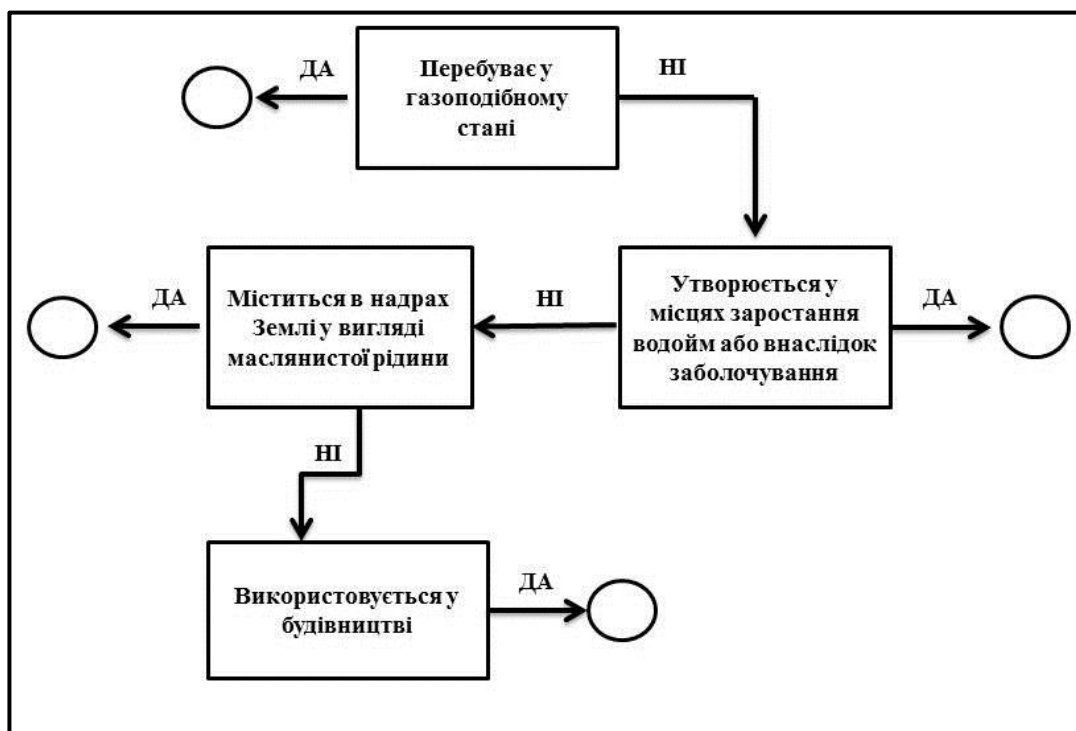 ДА
Перебуває у
газоподібному
стані
НІ
ДА
Міститься в надрах
Землі у вигляді
маслянистої рідини
НІ
Утворюється у
місцях заростання
водойм або внаслідок
заболочування
ДА
НІ
Використовується у
будівництві
ДА